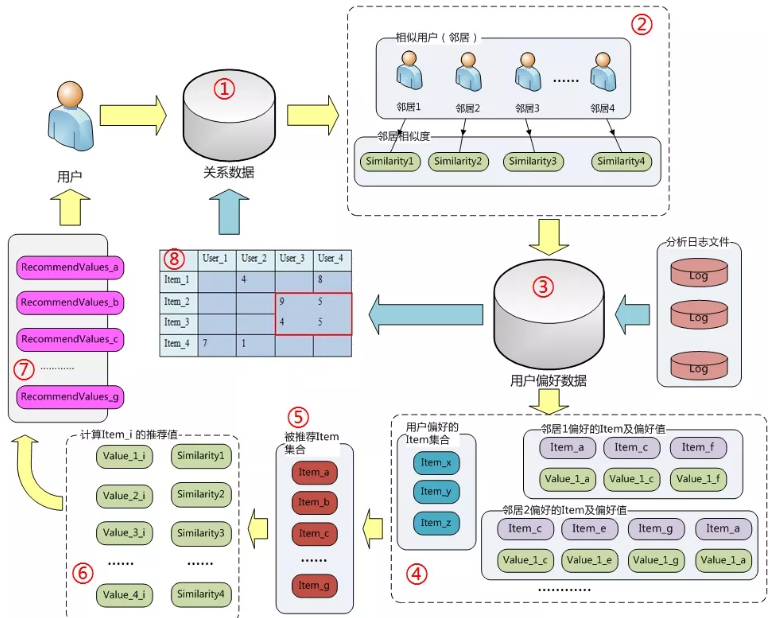 ①
②
相似用户（邻居）
邻居1
邻居2
邻居3
......
邻居4
邻居相似度
Similarity1
Similarity2
Similarity3
Similarity4
用户
关系数据
⑧
User_1 User_2 User_3 User_4
Item_1 4 8
Item_2 9 5
Item_3 4 5
Item_4 7 1
③
用户偏好数据
分析日志文件
Log
Log
Log
RecommendValues_a
RecommendValues_b
RecommendValues_c
............
RecommendValues_g
⑦
计算Item_i 的推荐值
Value_1_i Similarity1
Value_2_i Similarity2
Value_3_i Similarity3
...... ......
Value_4_i Similarity4
⑥
⑤
被推荐Item
集合
Item_a
Item_b
Item_c
......
Item_g
用户偏好的
Item集合
Item_x
Item_y
Item_z
④
邻居1偏好的Item及偏好值
Item_a Item_c Item_f
Value_1_a Value_1_c Value_1_f
邻居2偏好的Item及偏好值
Item_c Item_e Item_g Item_a
Value_1_c Value_1_e Value_1_g Value_1_a
............